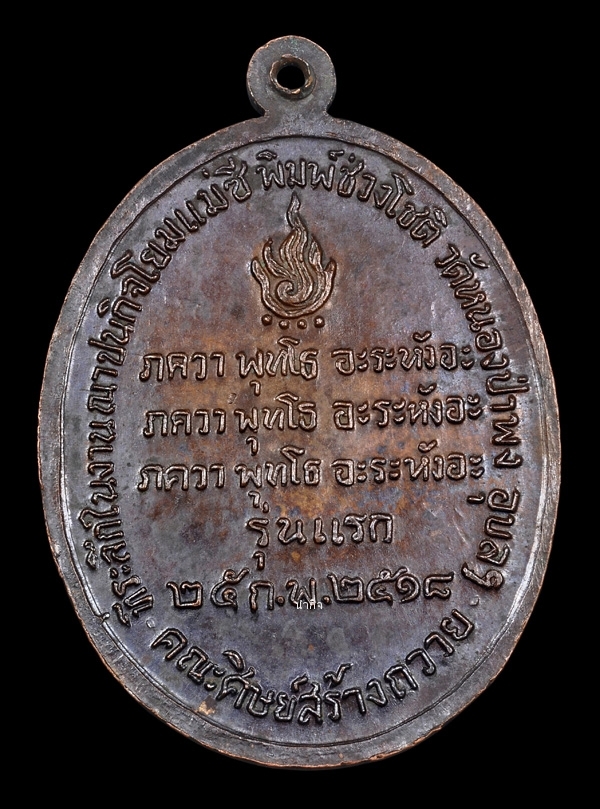 ที่ระลึกในงานณาปนกิจโยมแม่ชี พิมพ์ช่วงโชติ วัดหนองป่าพง อุบลฯ
ภควา พุทโธ อะระหังอะ
ภควา พุทโธ อะระหังอะ
ภควา พุทโธ อะระหังอะ
รุ่นแรก
๒๕ ก.พ.๒๕๑๘
น้ำกิจ
คณะศิษย์สร้างถวาย